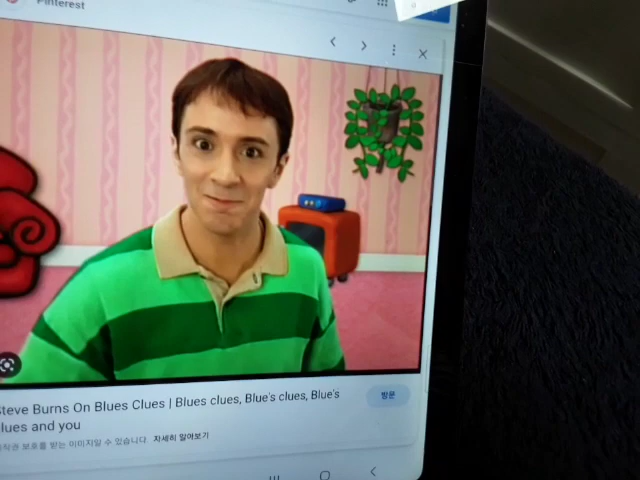 Pinterest
Steve Burns On Blues Clues | Blues clues, Blue's clues, Blue's
clues and you
방문
저작권 보호를 받는 이미지일 수 있습니다. 자세히 알아보기